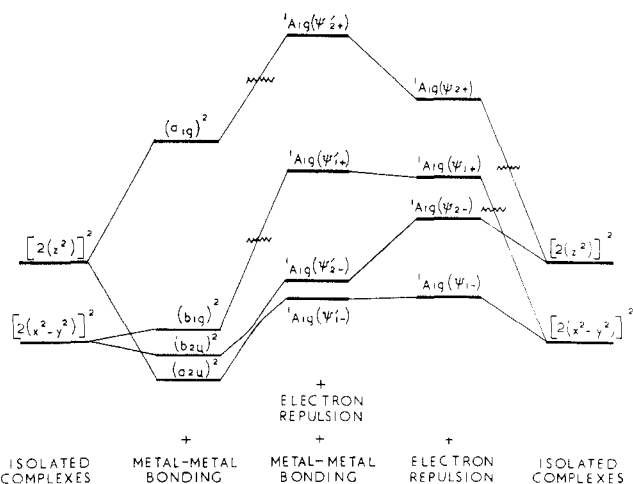 ¹A₁g(ψ′₂₊)
¹A₁g(ψ₂₊)
(a₁g)²
¹A₁g(ψ′₁₊)
¹A₁g(ψ₁₊)
¹A₁g(ψ₂₋)
[2(z²)]²
[2(z²)]²
¹A₁g(ψ′₂₋)
¹A₁g(ψ₁₋)
[2(x²-y²)]²
(b₁g)²
¹A₁g(ψ′₁₋)
[2(x²-y²)]²
(b₂u)²
(a₂u)²
+
ELECTRON
REPULSION
+ + +
ISOLATED METAL-METAL METAL-METAL ELECTRON ISOLATED
COMPLEXES BONDING BONDING REPULSION COMPLEXES